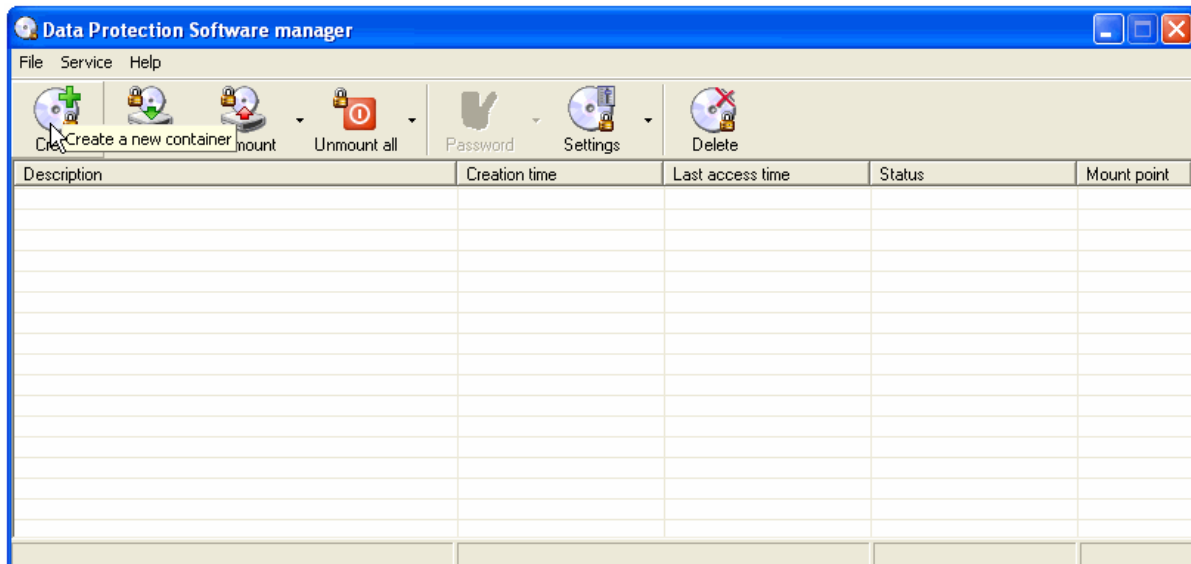 Data Protection Software manager
File Service Help
Create a new container
Unmount all Password Settings Delete
Description Creation time Last access time Status Mount point